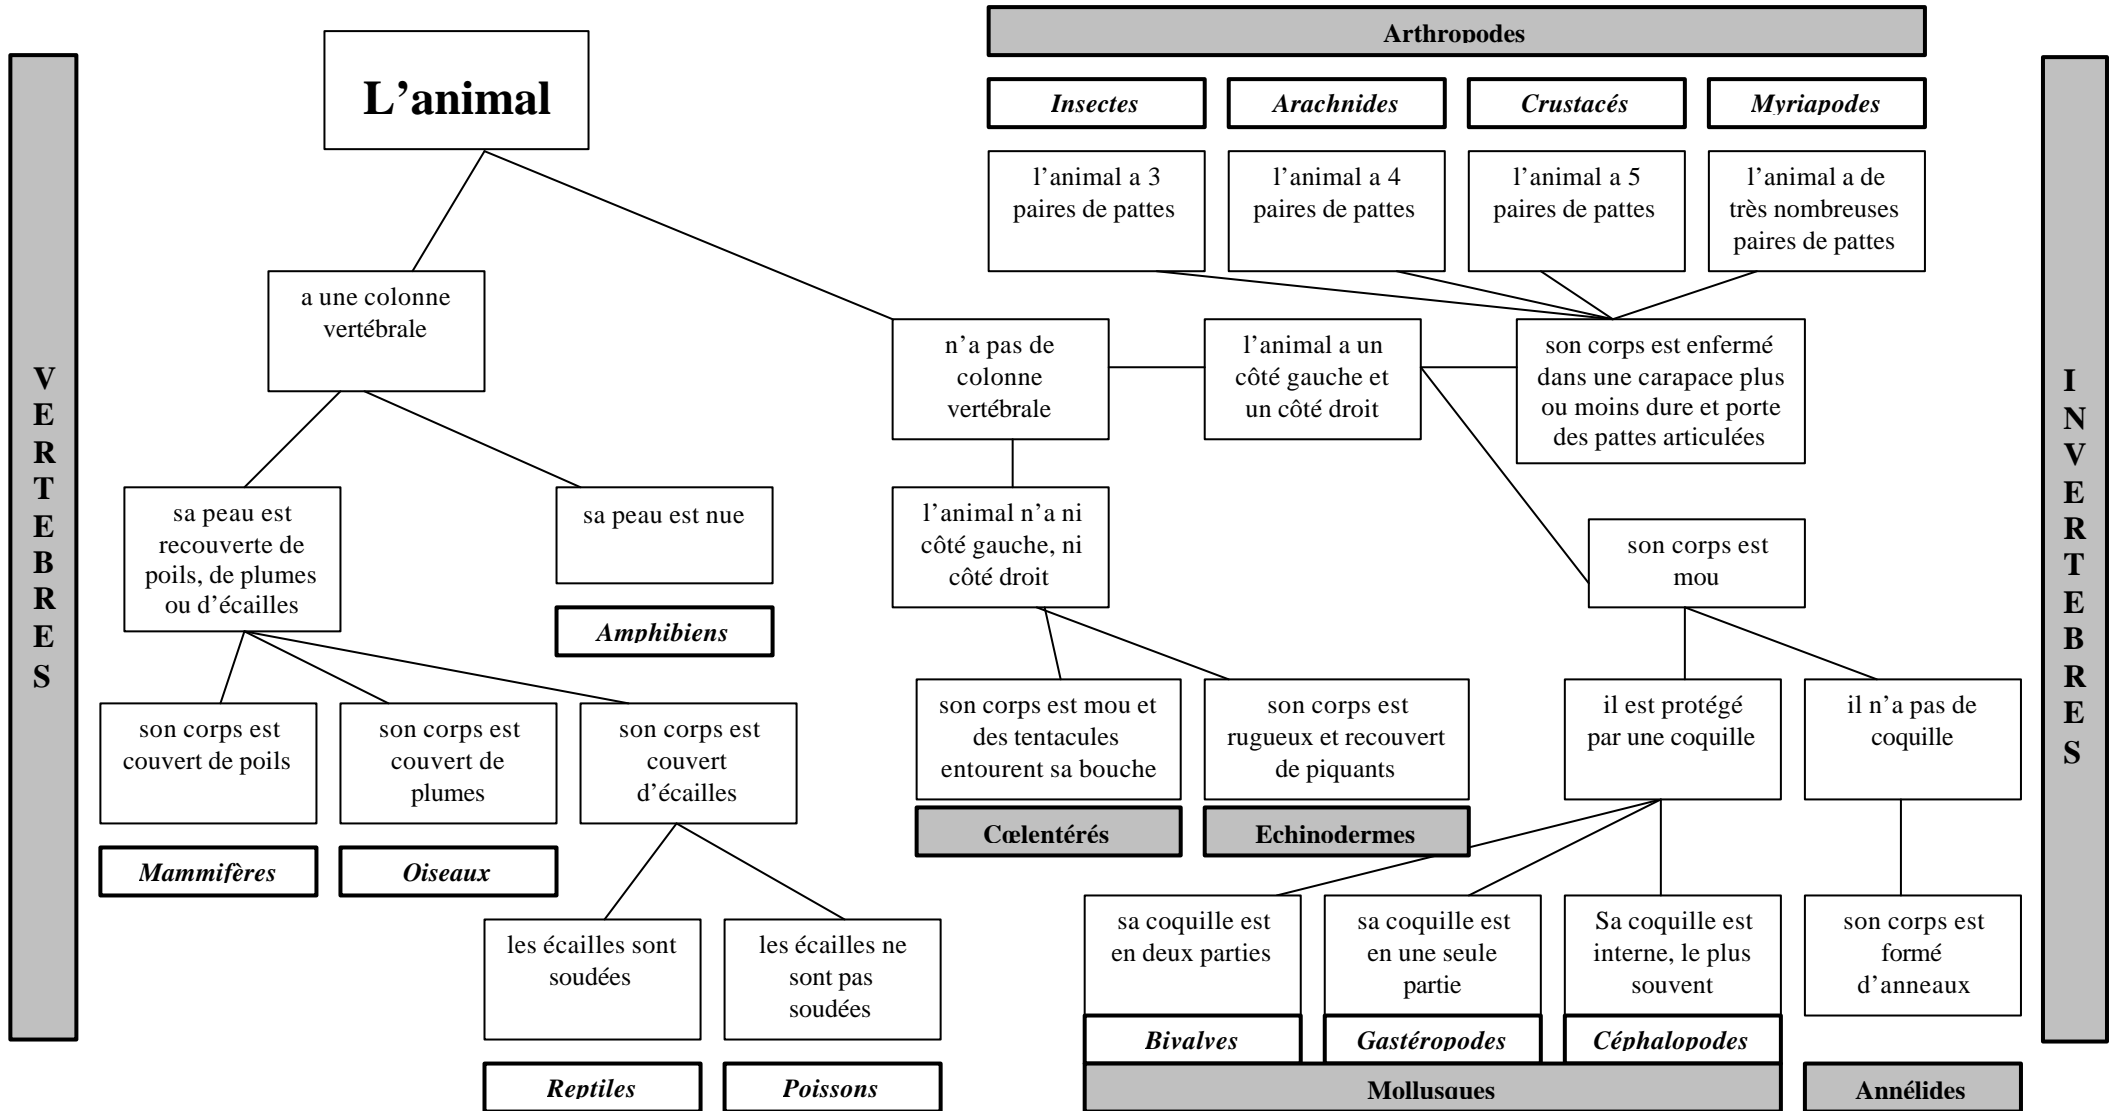 Arthropodes
L’animal
Insectes
Arachnides
Crustacés
Myriapodes
l’animal a 3
paires de pattes
l’animal a 4
paires de pattes
l’animal a 5
paires de pattes
l’animal a de
très nombreuses
paires de pattes
V
E
R
T
E
B
R
E
S
a une colonne
vertébrale
n’a pas de
colonne
vertébrale
l’animal a un
côté gauche et
un côté droit
son corps est enfermé
dans une carapace plus
ou moins dure et porte
des pattes articulées
I
N
V
E
R
T
E
B
R
E
S
sa peau est
recouverte de
poils, de plumes
ou d’écailles
sa peau est nue
Amphibiens
l’animal n’a ni
côté gauche, ni
côté droit
son corps est
mou
son corps est
couvert de poils
son corps est
couvert de
plumes
son corps est
couvert
d’écailles
son corps est mou et
des tentacules
entourent sa bouche
son corps est
rugueux et recouvert
de piquants
il est protégé
par une coquille
il n’a pas de
coquille
Cœlentérés
Echinodermes
Mammifères
Oiseaux
les écailles sont
soudées
les écailles ne
sont pas
soudées
sa coquille est
en deux parties
sa coquille est
en une seule
partie
Sa coquille est
interne, le plus
souvent
son corps est
formé
d’anneaux
Bivalves
Gastéropodes
Céphalopodes
Reptiles
Poissons
Mollusques
Annélides